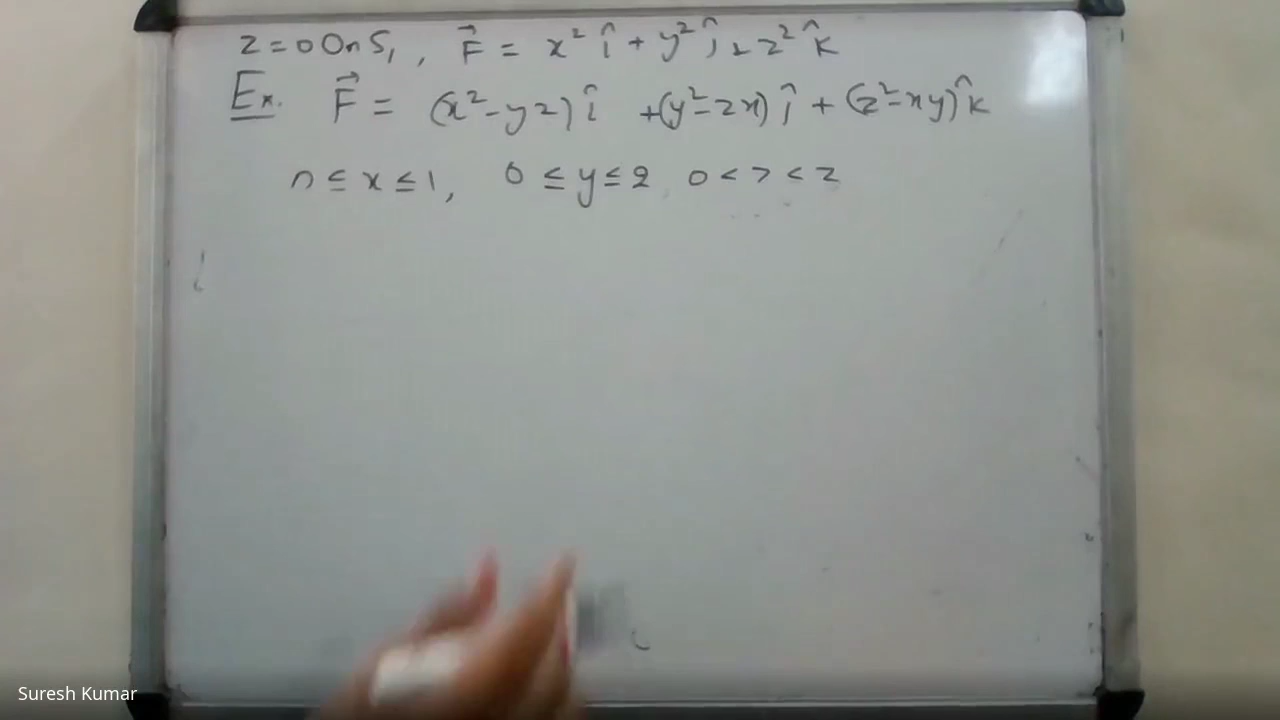 z = 0 On S₁, F⃗ = x² î + y² ĵ + z² k̂
Ex. F⃗ = (x² - yz) î + (y² - zx) ĵ + (z² - xy) k̂
0 ≤ x ≤ 1, 0 ≤ y ≤ 2 0 < z < 2
Suresh Kumar